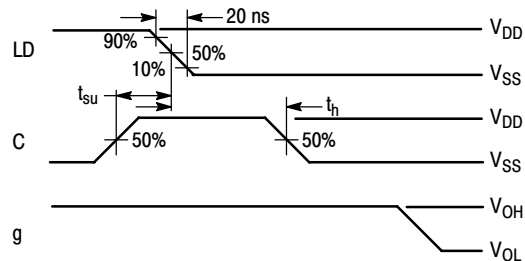 20 ns
V_DD
90%
LD
50%
10%
V_SS
t_su
t_h
V_DD
50%
50%
C
V_SS
V_OH
g
V_OL